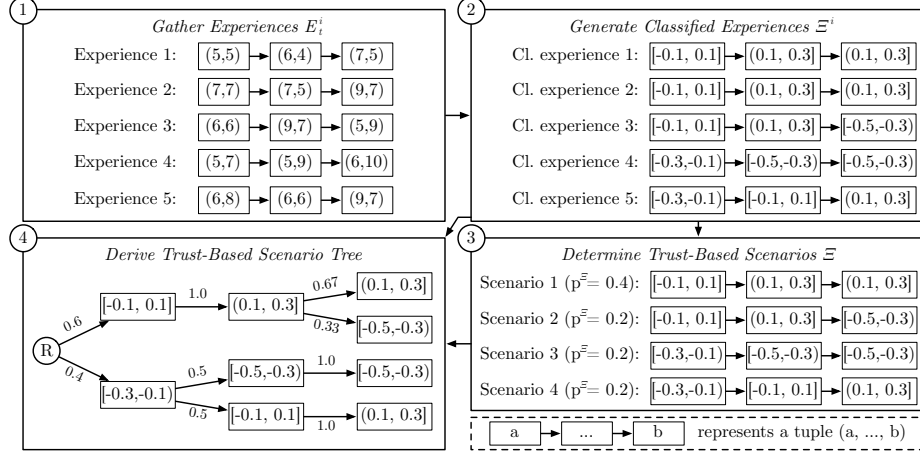 1
Gather Experiences E_t^i
Experience 1: (5,5) (6,4) (7,5)
Experience 2: (7,7) (7,5) (9,7)
Experience 3: (6,6) (9,7) (5,9)
Experience 4: (5,7) (5,9) (6,10)
Experience 5: (6,8) (6,6) (9,7)
2
Generate Classified Experiences Ξ^i
Cl. experience 1: [-0.1, 0.1] (0.1, 0.3] (0.1, 0.3]
Cl. experience 2: [-0.1, 0.1] (0.1, 0.3] (0.1, 0.3]
Cl. experience 3: [-0.1, 0.1] (0.1, 0.3] [-0.5,-0.3)
Cl. experience 4: [-0.3,-0.1) [-0.5,-0.3) [-0.5,-0.3)
Cl. experience 5: [-0.3,-0.1) [-0.1, 0.1] (0.1, 0.3]
4
Derive Trust-Based Scenario Tree
R
0.6
[-0.1, 0.1]
1.0
(0.1, 0.3]
0.67
(0.1, 0.3]
0.33
[-0.5,-0.3)
0.4
[-0.3,-0.1)
0.5
[-0.5,-0.3)
1.0
[-0.5,-0.3)
0.5
[-0.1, 0.1]
1.0
(0.1, 0.3]
3
Determine Trust-Based Scenarios Ξ
Scenario 1 (p^Ξ= 0.4): [-0.1, 0.1] (0.1, 0.3] (0.1, 0.3]
Scenario 2 (p^Ξ= 0.2): [-0.1, 0.1] (0.1, 0.3] [-0.5,-0.3)
Scenario 3 (p^Ξ= 0.2): [-0.3,-0.1) [-0.5,-0.3) [-0.5,-0.3)
Scenario 4 (p^Ξ= 0.2): [-0.3,-0.1) [-0.1, 0.1] (0.1, 0.3]
a ... b represents a tuple (a, ..., b)